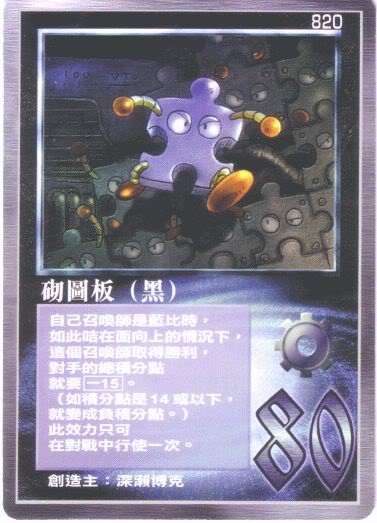 820
砌圖板（黑）
自己召喚師是藍比時，
如此咭在面向上的情況下，
這個召喚師取得勝利，
對手的總積分點
就要 －15 。
（如積分點是14或以下，
就變成負積分點。）
此效力只可
在對戰中行使一次。
80
創造主：深瀨博克